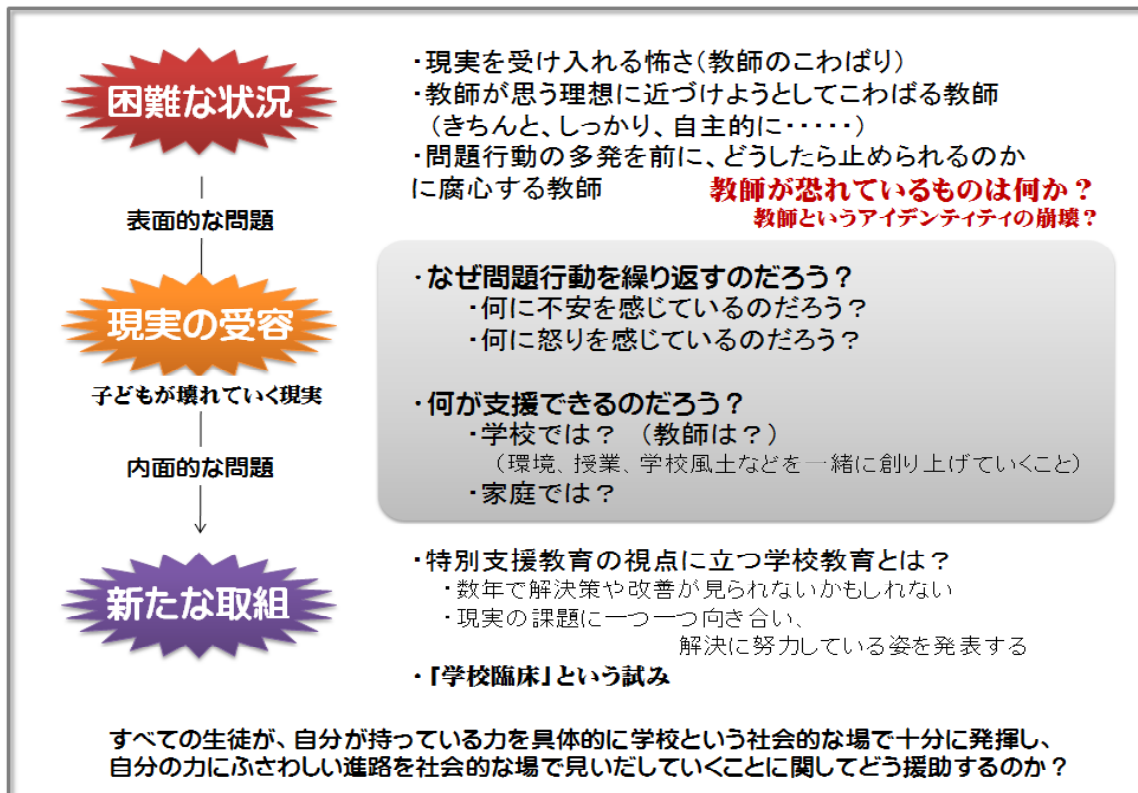 困難な状況
・現実を受け入れる怖さ(教師のこわばり)
・教師が思う理想に近づけようとしてこわばる教師
(きちんと、しっかり、自主的に・・・・・)
・問題行動の多発を前に、どうしたら止められるのか
に腐心する教師
教師が恐れているものは何か？
教師というアイデンティティの崩壊？
表面的な問題
現実の受容
子どもが壊れていく現実
・なぜ問題行動を繰り返すのだろう？
・何に不安を感じているのだろう？
・何に怒りを感じているのだろう？
・何が支援できるのだろう？
・学校では？ (教師は？)
(環境、授業、学校風土などを一緒に創り上げていくこと)
・家庭では？
内面的な問題
新たな取組
・特別支援教育の視点に立つ学校教育とは？
・数年で解決策や改善が見られないかもしれない
・現実の課題に一つ一つ向き合い、
解決に努力している姿を発表する
・「学校臨床」という試み
すべての生徒が、自分が持っている力を具体的に学校という社会的な場で十分に発揮し、
自分の力にふさわしい進路を社会的な場で見いだしていくことに関してどう援助するのか？